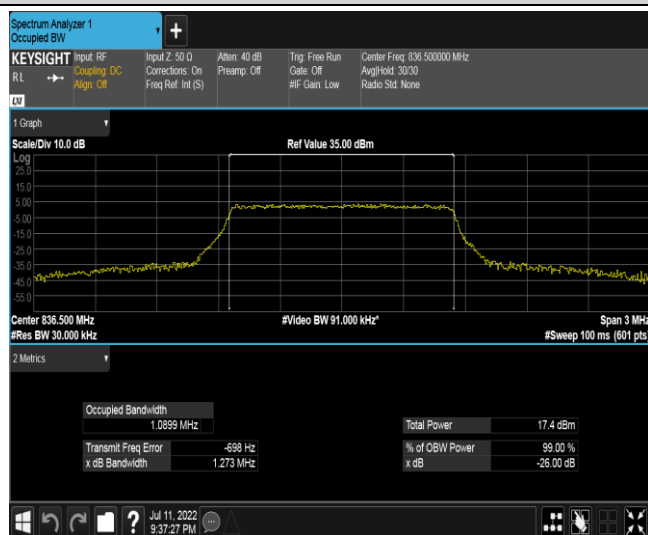 Spectrum Analyzer 1
Occupied BW
+
KEYSIGHT Input: RF Input Z: 50 Ω Atten: 40 dB Trig: Free Run Center Freq: 836.500000 MHz
RL Coupling: DC Corrections: On Preamp: Off Gate: Off Avg|Hold: 30/30
Align: Off Freq Ref: Int (S) #IF Gain: Low Radio Std: None
LXI
1 Graph
Scale/Div 10.0 dB Ref Value 35.00 dBm
Log
25.0
15.0
5.00
-5.00
-15.0
-25.0
-35.0
-45.0
-55.0
Center 836.500 MHz #Video BW 91.000 kHz* Span 3 MHz
#Res BW 30.000 kHz #Sweep 100 ms (601 pts)
2 Metrics
Occupied Bandwidth
1.0899 MHz Total Power 17.4 dBm
Transmit Freq Error -698 Hz % of OBW Power 99.00 %
x dB Bandwidth 1.273 MHz x dB -26.00 dB
? Jul 11, 2022
9:37:27 PM